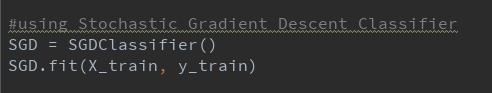 #using Stochastic Gradient Descent Classifier
SGD = SGDClassifier()
SGD.fit(X_train, y_train)